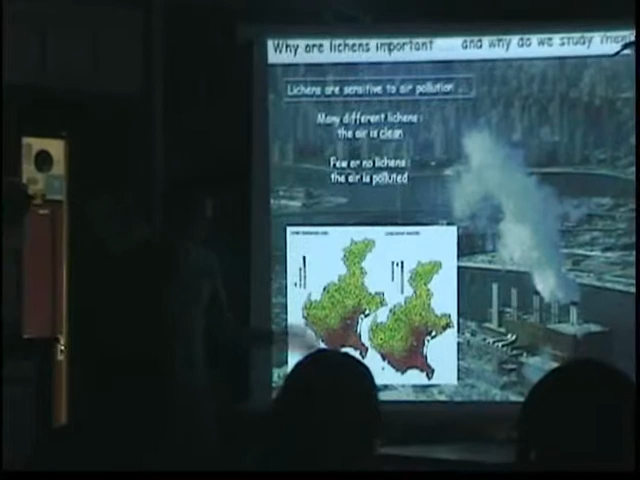 Why are lichens important and why do we study them
Lichens are sensitive to air pollution
Many different lichens :
the air is clean
Few or no lichens :
the air is polluted